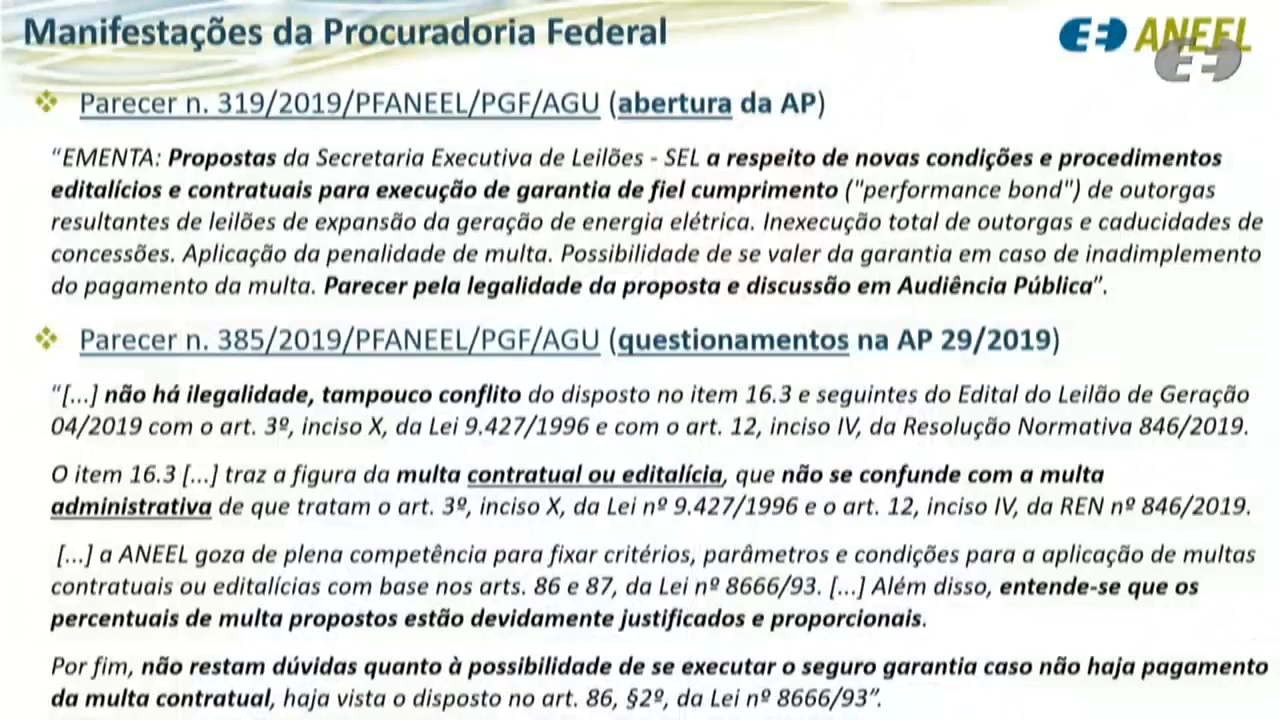 Manifestações da Procuradoria Federal
ANEEL
Parecer n. 319/2019/PFANEEL/PGF/AGU (abertura da AP)
“EMENTA: Propostas da Secretaria Executiva de Leilões - SEL a respeito de novas condições e procedimentos
editalícios e contratuais para execução de garantia de fiel cumprimento ("performance bond") de outorgas
resultantes de leilões de expansão da geração de energia elétrica. Inexecução total de outorgas e caducidades de
concessões. Aplicação da penalidade de multa. Possibilidade de se valer da garantia em caso de inadimplemento
do pagamento da multa. Parecer pela legalidade da proposta e discussão em Audiência Pública”.
Parecer n. 385/2019/PFANEEL/PGF/AGU (questionamentos na AP 29/2019)
“[...] não há ilegalidade, tampouco conflito do disposto no item 16.3 e seguintes do Edital do Leilão de Geração
04/2019 com o art. 3º, inciso X, da Lei 9.427/1996 e com o art. 12, inciso IV, da Resolução Normativa 846/2019.
O item 16.3 [...] traz a figura da multa contratual ou editalícia, que não se confunde com a multa
administrativa de que tratam o art. 3º, inciso X, da Lei nº 9.427/1996 e o art. 12, inciso IV, da REN nº 846/2019.
[...] a ANEEL goza de plena competência para fixar critérios, parâmetros e condições para a aplicação de multas
contratuais ou editalícias com base nos arts. 86 e 87, da Lei nº 8666/93. [...] Além disso, entende-se que os
percentuais de multa propostos estão devidamente justificados e proporcionais.
Por fim, não restam dúvidas quanto à possibilidade de se executar o seguro garantia caso não haja pagamento
da multa contratual, haja vista o disposto no art. 86, §2º, da Lei nº 8666/93”.